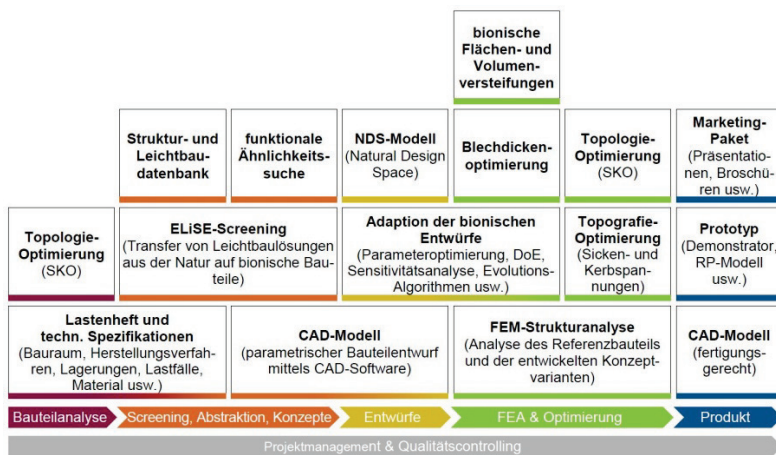 bionische
Flächen- und
Volumen-
versteifungen
Struktur- und
Leichtbau-
datenbank
funktionale
Ähnlichkeits-
suche
NDS-Modell
(Natural Design
Space)
Blechdicken-
optimierung
Topologie-
Optimierung
(SKO)
Marketing-
Paket
(Präsentatio-
nen, Broschü-
ren usw.)
Topologie-
Optimierung
(SKO)
ELiSE-Screening
(Transfer von Leichtbaulösungen
aus der Natur auf bionische Bau-
teile)
Adaption der bionischen
Entwürfe
(Parameteroptimierung, DoE,
Sensitivitätsanalyse, Evolutions-
Algorithmen usw.)
Topografie-
Optimierung
(Sicken- und
Kerbspan-
nungen)
Prototyp
(Demonstrator,
RP-Modell
usw.)
Lastenheft und
techn. Spezifikationen
(Bauraum, Herstellungsverfah-
ren, Lagerungen, Lastfälle,
Material usw.)
CAD-Modell
(parametrischer Bauteilentwurf
mittels CAD-Software)
FEM-Strukturanalyse
(Analyse des Referenzbauteils
und der entwickelten Konzept-
varianten)
CAD-Modell
(fertigungs-
gerecht)
Bauteilanalyse
Screening, Abstraktion, Konzepte
Entwürfe
FEA & Optimierung
Produkt
Projektmanagement & Qualitätscontrolling